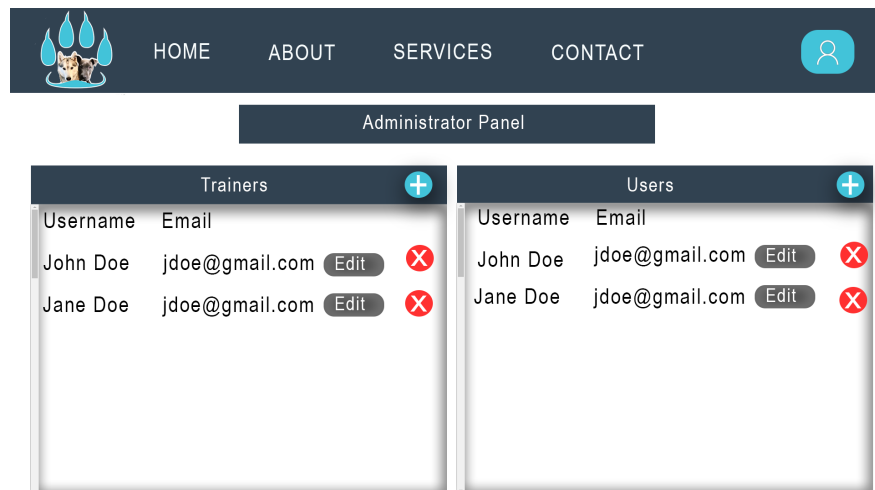 HOME ABOUT SERVICES CONTACT
Administrator Panel
Trainers
Username Email
John Doe jdoe@gmail.com Edit X
Jane Doe jdoe@gmail.com Edit X
Users
Username Email
John Doe jdoe@gmail.com Edit X
Jane Doe jdoe@gmail.com Edit X